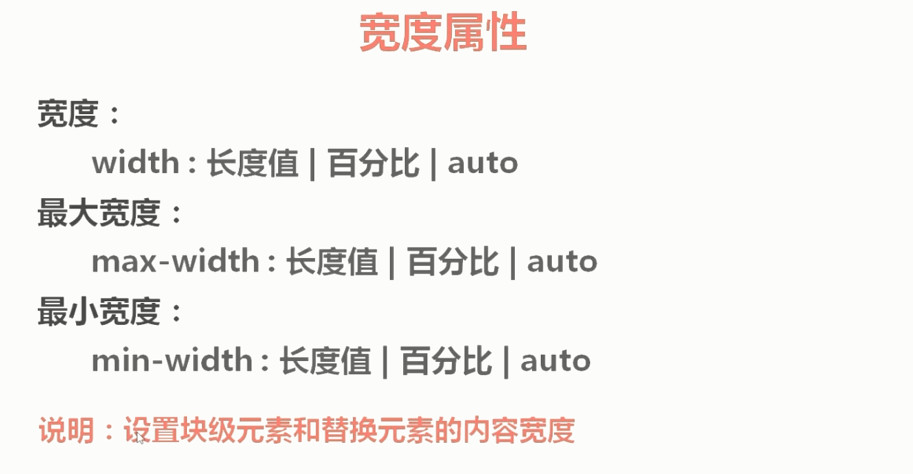 宽度属性
宽度：
width : 长度值 | 百分比 | auto
最大宽度：
max-width : 长度值 | 百分比 | auto
最小宽度：
min-width : 长度值 | 百分比 | auto
说明：设置块级元素和替换元素的内容宽度